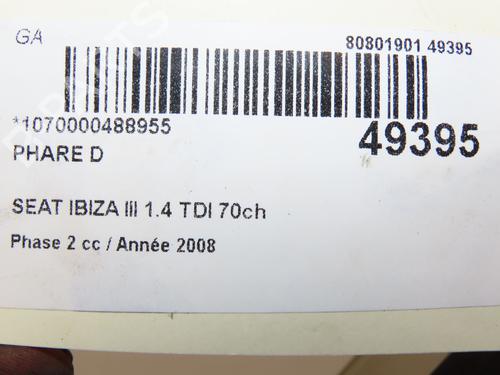 GA
80801901 49395
*1070000488955
49395
PHARE D
SEAT IBIZA III 1.4 TDI 70ch
Phase 2 cc / Année 2008